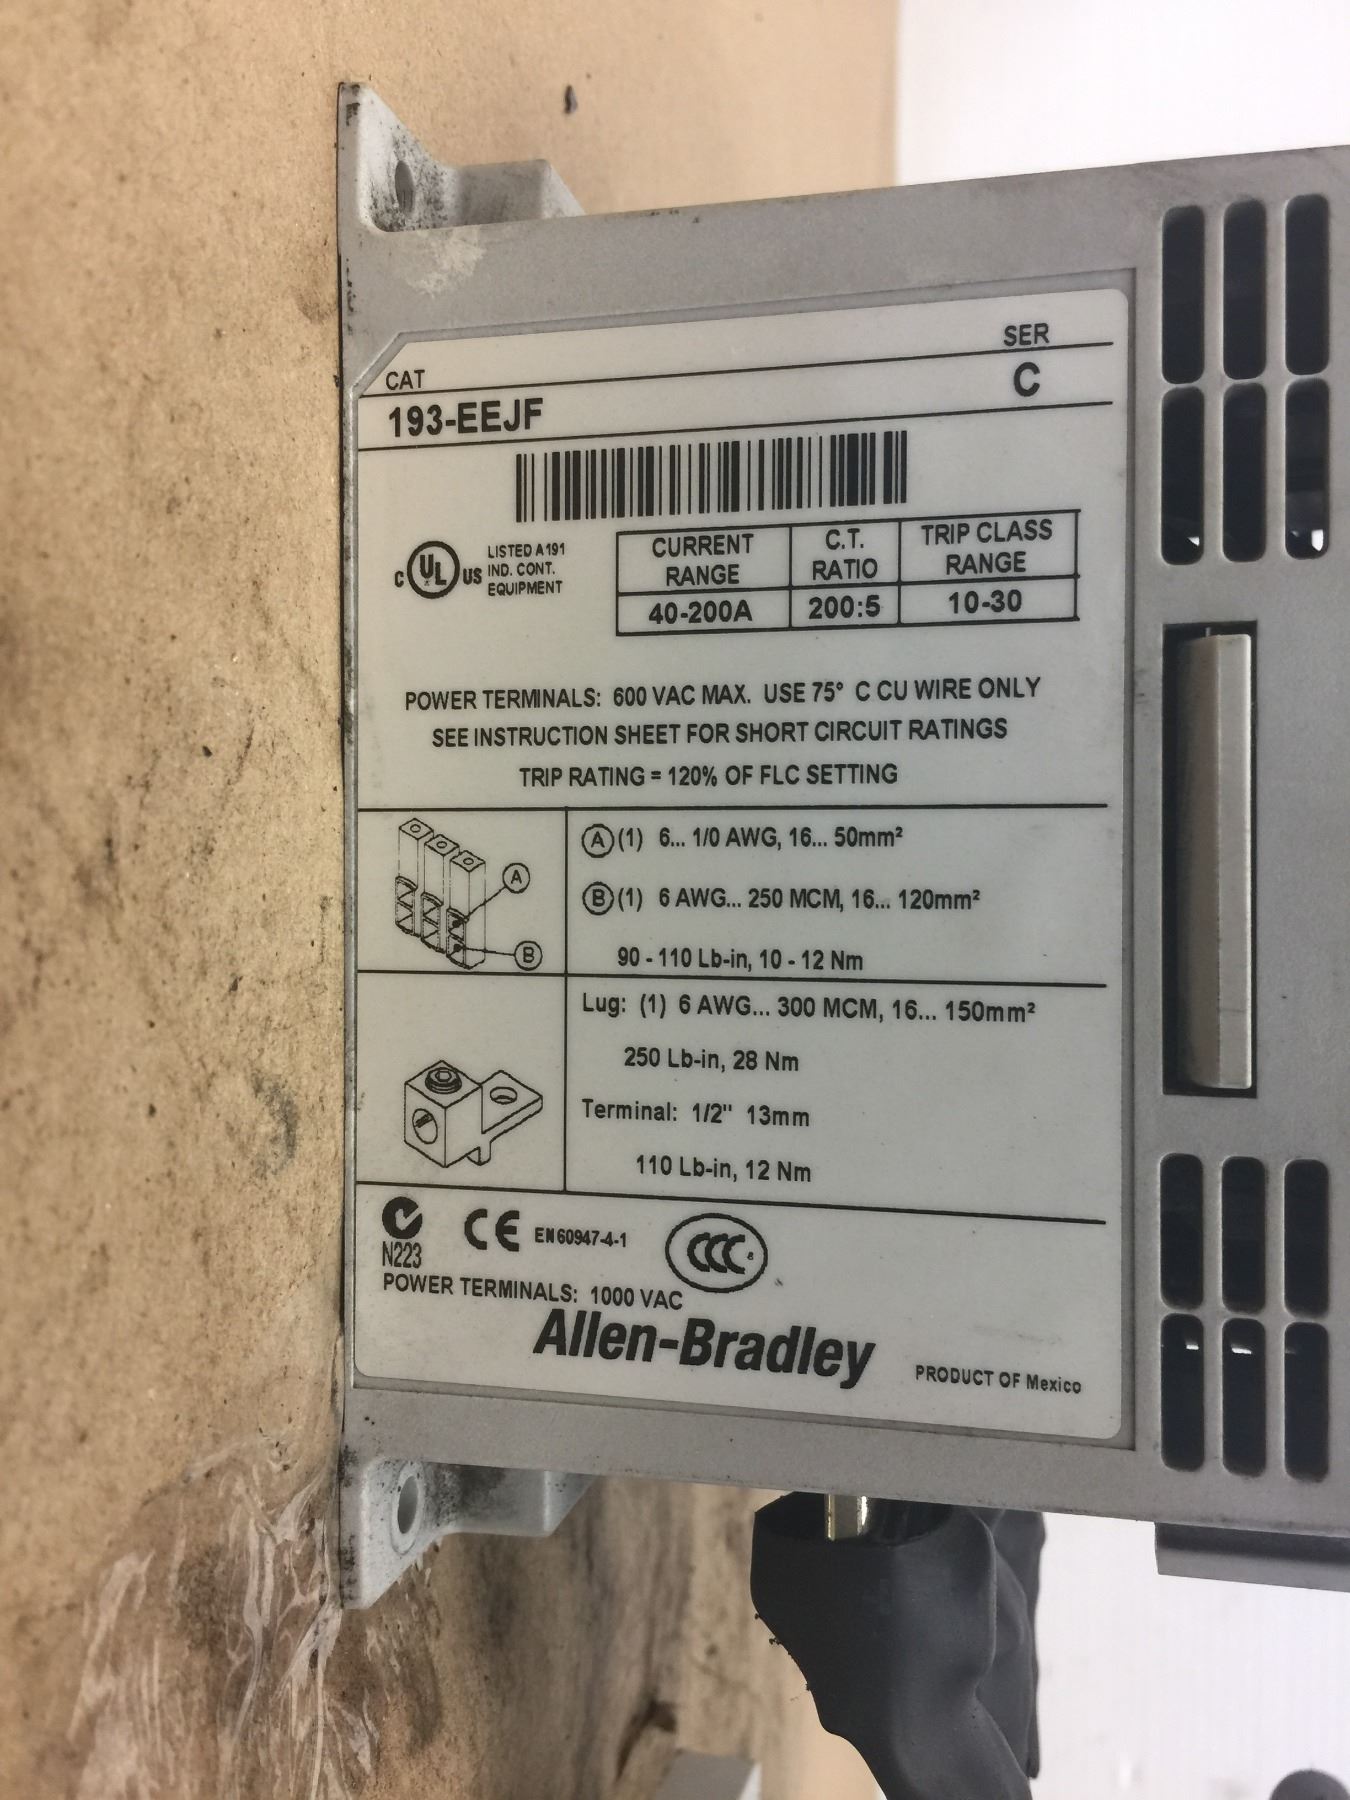 SER
CAT
C
193-EEJF
C UL US
LISTED A191
IND. CONT.
EQUIPMENT
CURRENT RANGE C.T. RATIO TRIP CLASS RANGE
40-200A 200:5 10-30
POWER TERMINALS: 600 VAC MAX. USE 75° C CU WIRE ONLY
SEE INSTRUCTION SHEET FOR SHORT CIRCUIT RATINGS
TRIP RATING = 120% OF FLC SETTING
A
B
Ⓐ(1) 6... 1/0 AWG, 16... 50mm²
Ⓑ(1) 6 AWG... 250 MCM, 16... 120mm²
90 - 110 Lb-in, 10 - 12 Nm
Lug: (1) 6 AWG... 300 MCM, 16... 150mm²
250 Lb-in, 28 Nm
Terminal: 1/2" 13mm
110 Lb-in, 12 Nm
N223
CE EN60947-4-1
CCC
POWER TERMINALS: 1000 VAC
Allen-Bradley
PRODUCT OF Mexico